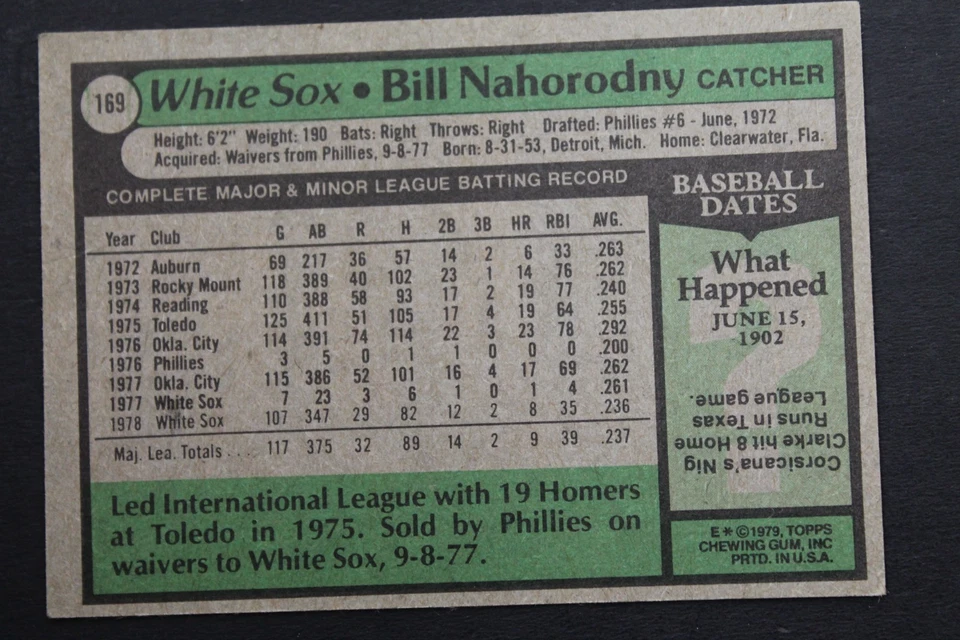 169 White Sox • Bill Nahorodny CATCHER
Height: 6'2" Weight: 190 Bats: Right Throws: Right Drafted: Phillies #6 - June, 1972
Acquired: Waivers from Phillies, 9-8-77 Born: 8-31-53, Detroit, Mich. Home: Clearwater, Fla.
COMPLETE MAJOR & MINOR LEAGUE BATTING RECORD
Year Club G AB R H 2B 3B HR RBI AVG.
1972 Auburn 69 217 36 57 14 2 6 33 .263
1973 Rocky Mount 118 389 40 102 23 1 14 76 .262
1974 Reading 110 388 58 93 17 2 19 77 .240
1975 Toledo 125 411 51 105 17 4 19 64 .255
1976 Okla. City 114 391 74 114 22 3 23 78 .292
1976 Phillies 3 5 0 1 1 0 0 0 .200
1977 Okla. City 115 386 52 101 16 4 17 69 .262
1977 White Sox 7 23 3 6 1 0 1 4 .261
1978 White Sox 107 347 29 82 12 2 8 35 .236
Maj. Lea. Totals . . . 117 375 32 89 14 2 9 39 .237
Led International League with 19 Homers
at Toledo in 1975. Sold by Phillies on
waivers to White Sox, 9-8-77.
BASEBALL
DATES
What
Happened
JUNE 15,
1902
Corsicana's Nig
Clarke hit 8 Home
Runs in Texas
League game.
E*©1979, TOPPS
CHEWING GUM, INC
PRTD. IN U.S.A.